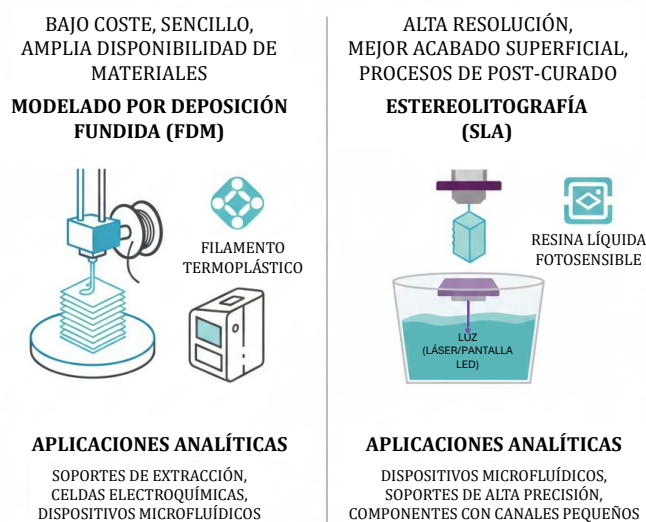 BAJO COSTE, SENCILLO,
AMPLIA DISPONIBILIDAD DE
MATERIALES
MODELADO POR DEPOSICIÓN
FUNDIDA (FDM)
FILAMENTO
TERMOPLÁSTICO
APLICACIONES ANALÍTICAS
SOPORTES DE EXTRACCIÓN,
CELDAS ELECTROQUÍMICAS,
DISPOSITIVOS MICROFLUÍDICOS
ALTA RESOLUCIÓN,
MEJOR ACABADO SUPERFICIAL,
PROCESOS DE POST-CURADO
ESTEREOLITOGRAFÍA
(SLA)
RESINA LÍQUIDA
FOTOSENSIBLE
LUZ
(LÁSER/PANTALLA
LED)
APLICACIONES ANALÍTICAS
DISPOSITIVOS MICROFLUÍDICOS,
SOPORTES DE ALTA PRECISIÓN,
COMPONENTES CON CANALES PEQUEÑOS